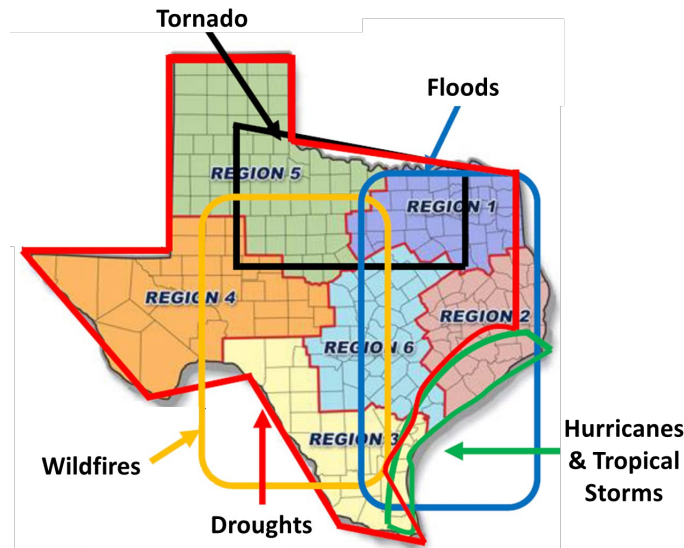 Tornado
Floods
REGION 5
REGION 1
REGION 4
REGION 2
REGION 6
REGION 3
Wildfires
Droughts
Hurricanes
& Tropical
Storms